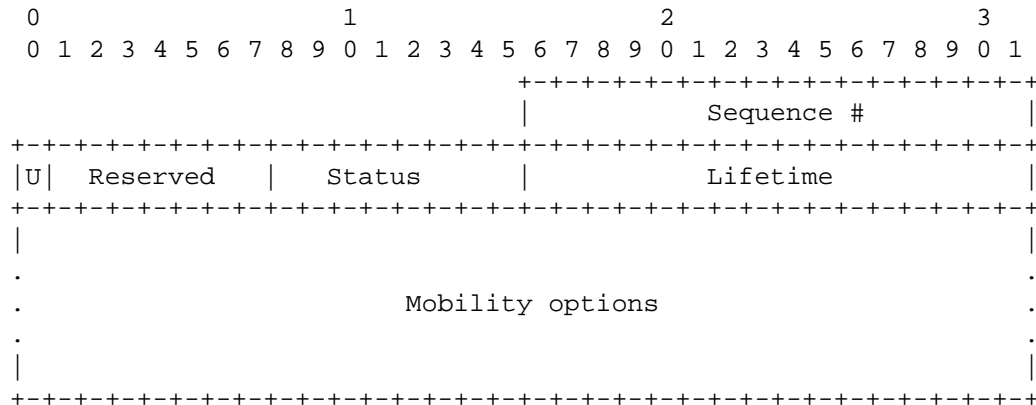 0                   1                   2                   3
 0 1 2 3 4 5 6 7 8 9 0 1 2 3 4 5 6 7 8 9 0 1 2 3 4 5 6 7 8 9 0 1
                                +-+-+-+-+-+-+-+-+-+-+-+-+-+-+-+-+
                                |           Sequence #          |
+-+-+-+-+-+-+-+-+-+-+-+-+-+-+-+-+-+-+-+-+-+-+-+-+-+-+-+-+-+-+-+-+
|U|  Reserved   |   Status      |           Lifetime            |
+-+-+-+-+-+-+-+-+-+-+-+-+-+-+-+-+-+-+-+-+-+-+-+-+-+-+-+-+-+-+-+-+
|                                                               |
.                                                               .
.                        Mobility options                       .
.                                                               .
|                                                               |
+-+-+-+-+-+-+-+-+-+-+-+-+-+-+-+-+-+-+-+-+-+-+-+-+-+-+-+-+-+-+-+-+